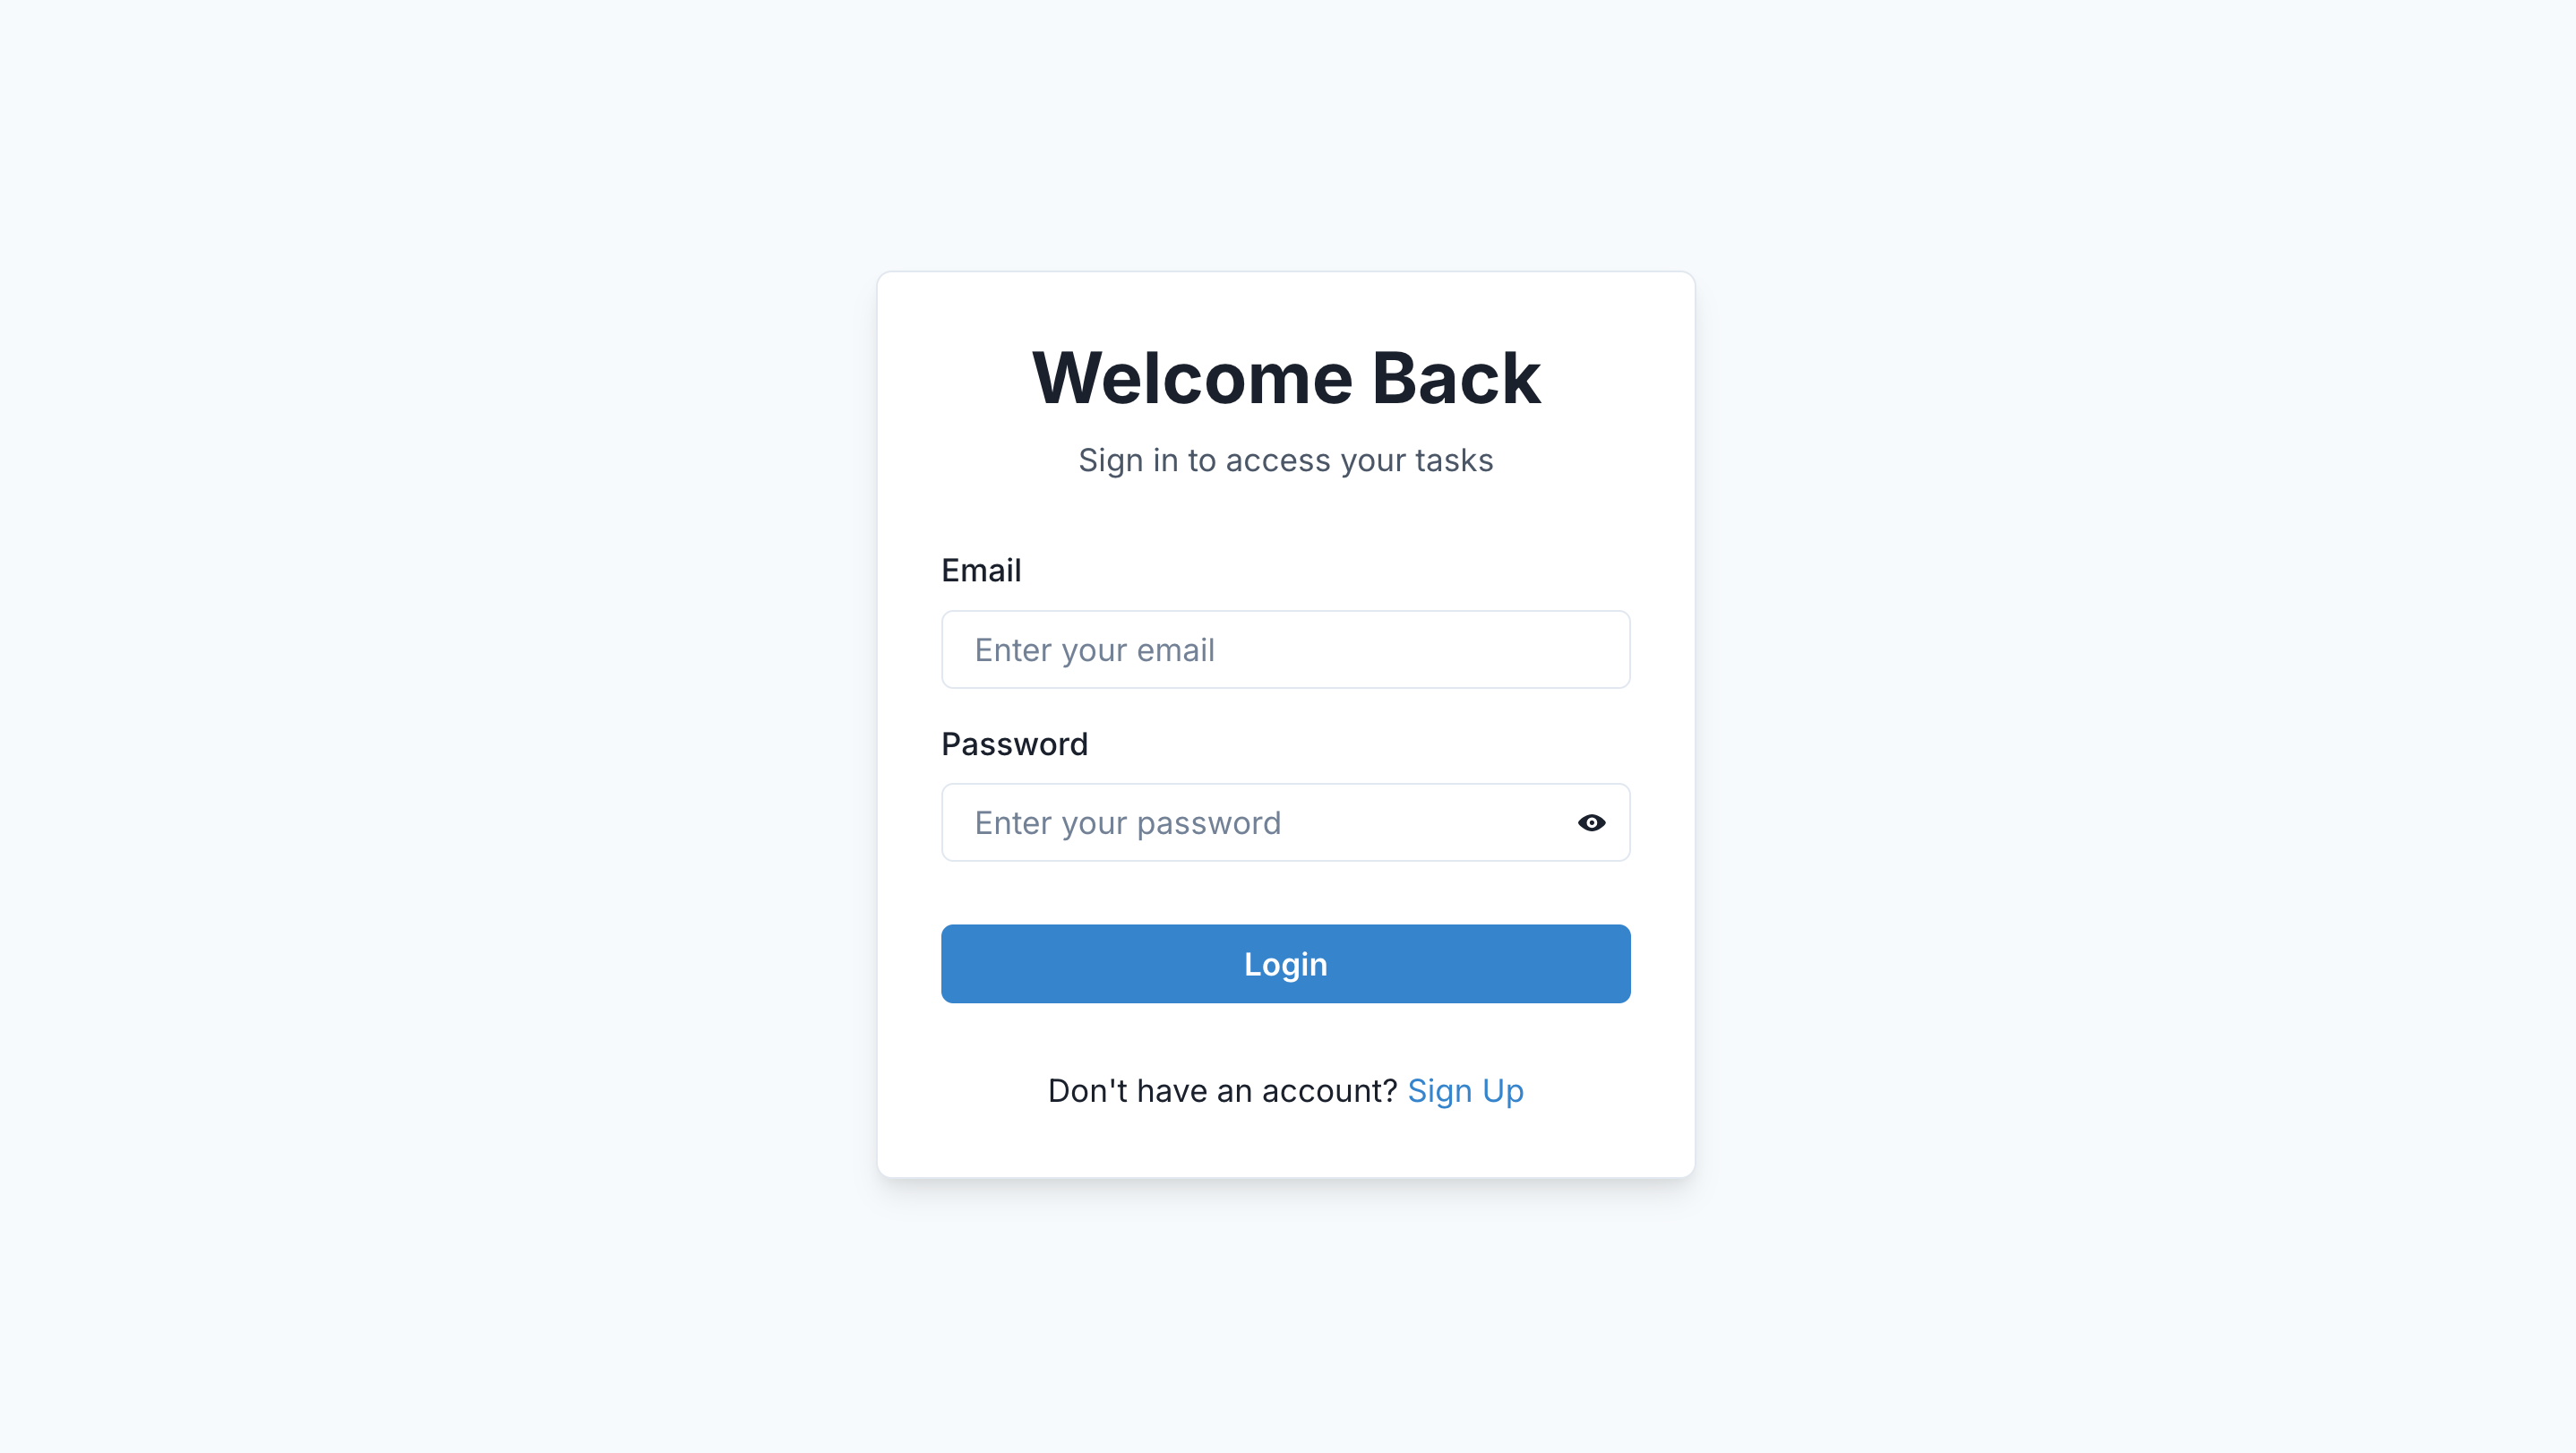 Welcome Back
Sign in to access your tasks
Email
Enter your email
Password
Enter your password
Login
Don't have an account? Sign Up